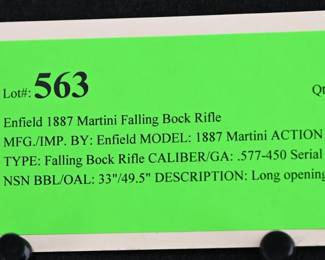 Lot#: 563 Qt
Enfield 1887 Martini Falling Bock Rifle
MFG./IMP. BY: Enfield MODEL: 1887 Martini ACTION
TYPE: Falling Bock Rifle CALIBER/GA: .577-450 Serial
NSN BBL/OAL: 33"/49.5" DESCRIPTION: Long opening